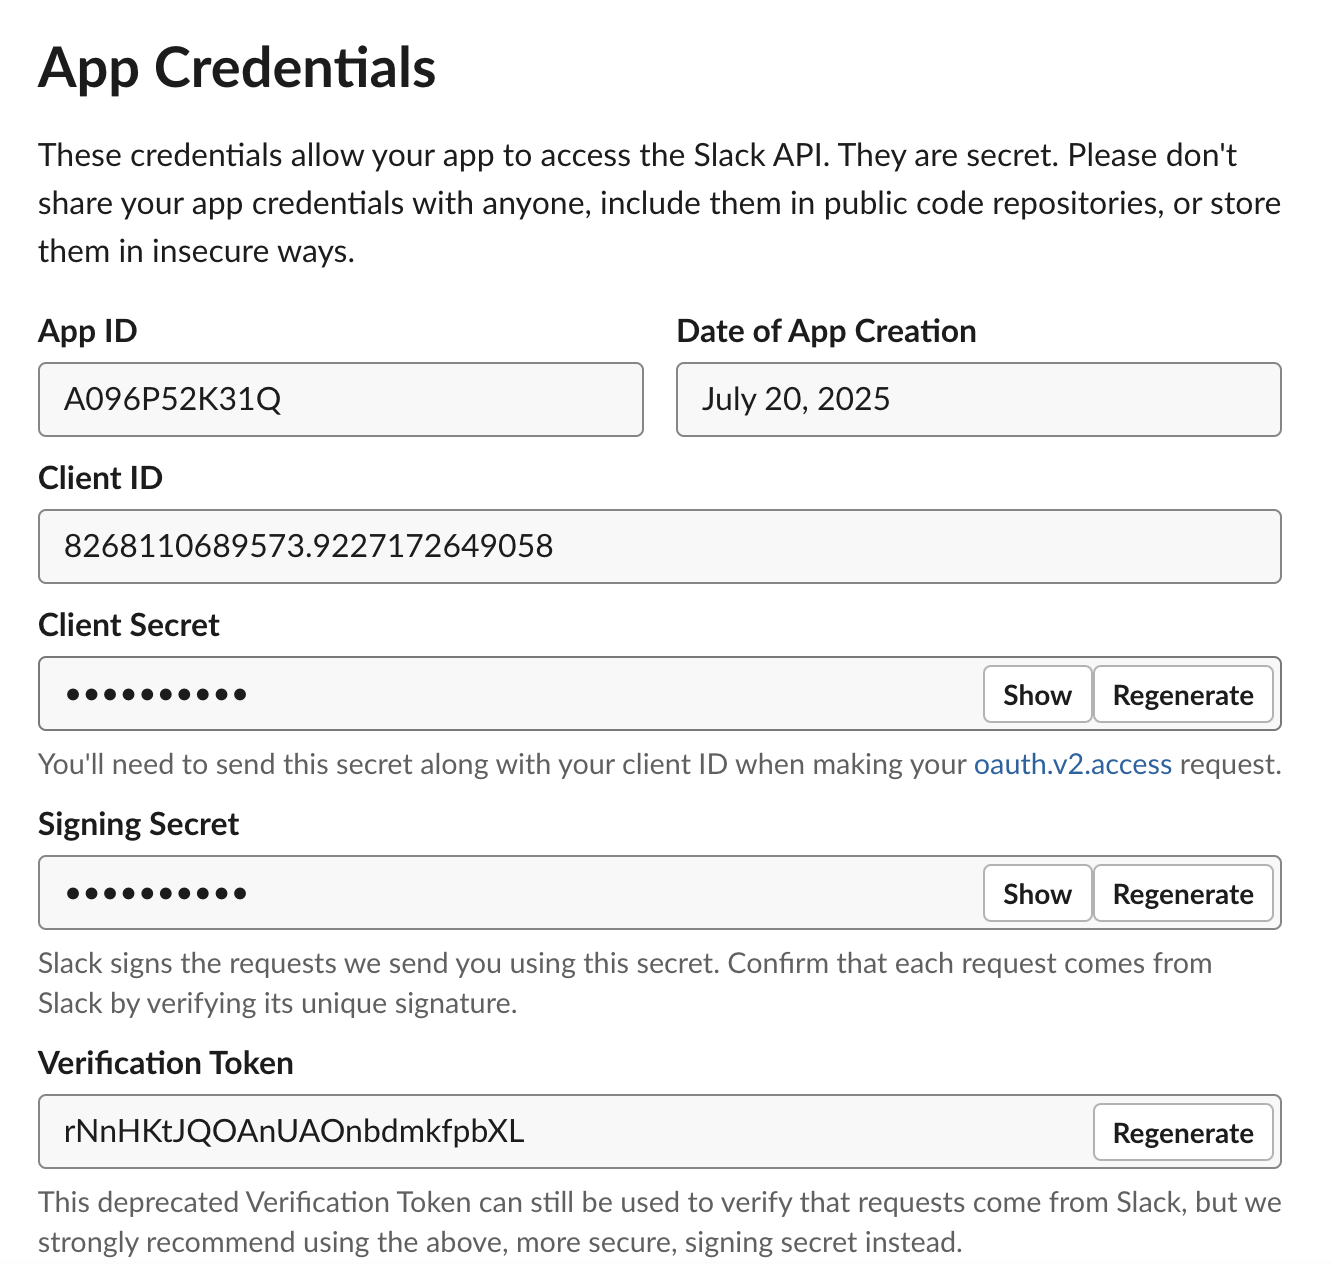 App Credentials
These credentials allow your app to access the Slack API. They are secret. Please don't
share your app credentials with anyone, include them in public code repositories, or store
them in insecure ways.
App ID
Date of App Creation
A096P52K31Q
July 20, 2025
Client ID
8268110689573.9227172649058
Client Secret
••••••••••
Show
Regenerate
You'll need to send this secret along with your client ID when making your oauth.v2.access request.
Signing Secret
••••••••••
Show
Regenerate
Slack signs the requests we send you using this secret. Confirm that each request comes from
Slack by verifying its unique signature.
Verification Token
rNnHKtJQOAnUAOnbdmkfpbXL
Regenerate
This deprecated Verification Token can still be used to verify that requests come from Slack, but we
strongly recommend using the above, more secure, signing secret instead.